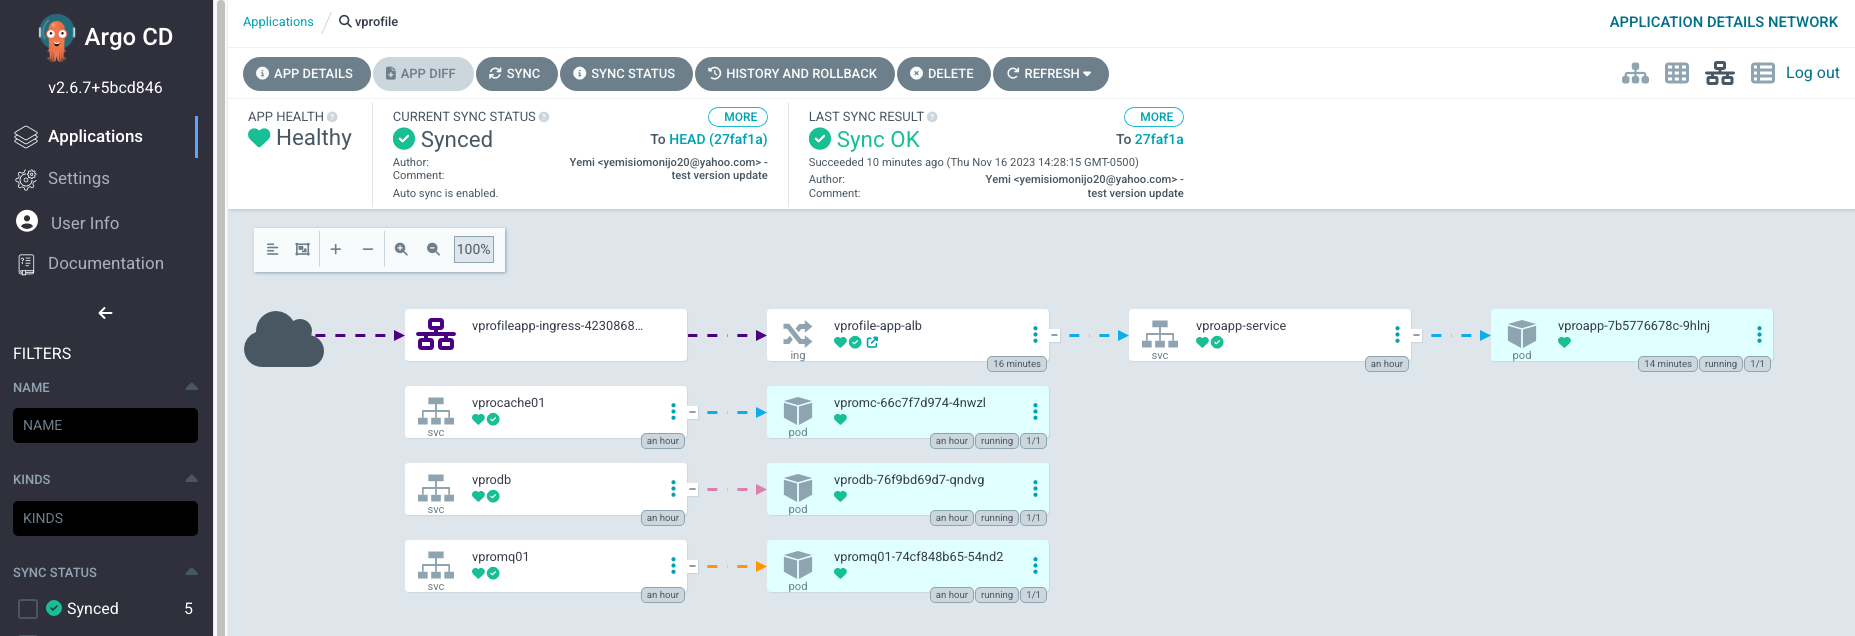 Argo CD
v2.6.7+5bcd846
Applications
Settings
User Info
Documentation
FILTERS
NAME
NAME
KINDS
KINDS
SYNC STATUS
Synced 5
Applications / vprofile
APPLICATION DETAILS NETWORK
APP DETAILS
APP DIFF
SYNC
SYNC STATUS
HISTORY AND ROLLBACK
DELETE
REFRESH
Log out
APP HEALTH
Healthy
CURRENT SYNC STATUS
MORE
Synced
To HEAD (27faf1a)
Author: Yemi <yemisiomonijo20@yahoo.com> -
Comment: test version update
Auto sync is enabled.
LAST SYNC RESULT
MORE
Sync OK
To 27faf1a
Succeeded 10 minutes ago (Thu Nov 16 2023 14:28:15 GMT-0500)
Author: Yemi <yemisiomonijo20@yahoo.com> -
Comment: test version update
100%
vprofileapp-ingress-4230868...
vprofile-app-alb
ing
16 minutes
vproapp-service
svc
an hour
vproapp-7b5776678c-9hlnj
pod
14 minutes running 1/1
vprocache01
svc
an hour
vpromc-66c7f7d974-4nwzl
pod
an hour running 1/1
vprodb
svc
an hour
vprodb-76f9bd69d7-qndvg
pod
an hour running 1/1
vpromq01
svc
an hour
vpromq01-74cf848b65-54nd2
pod
an hour running 1/1